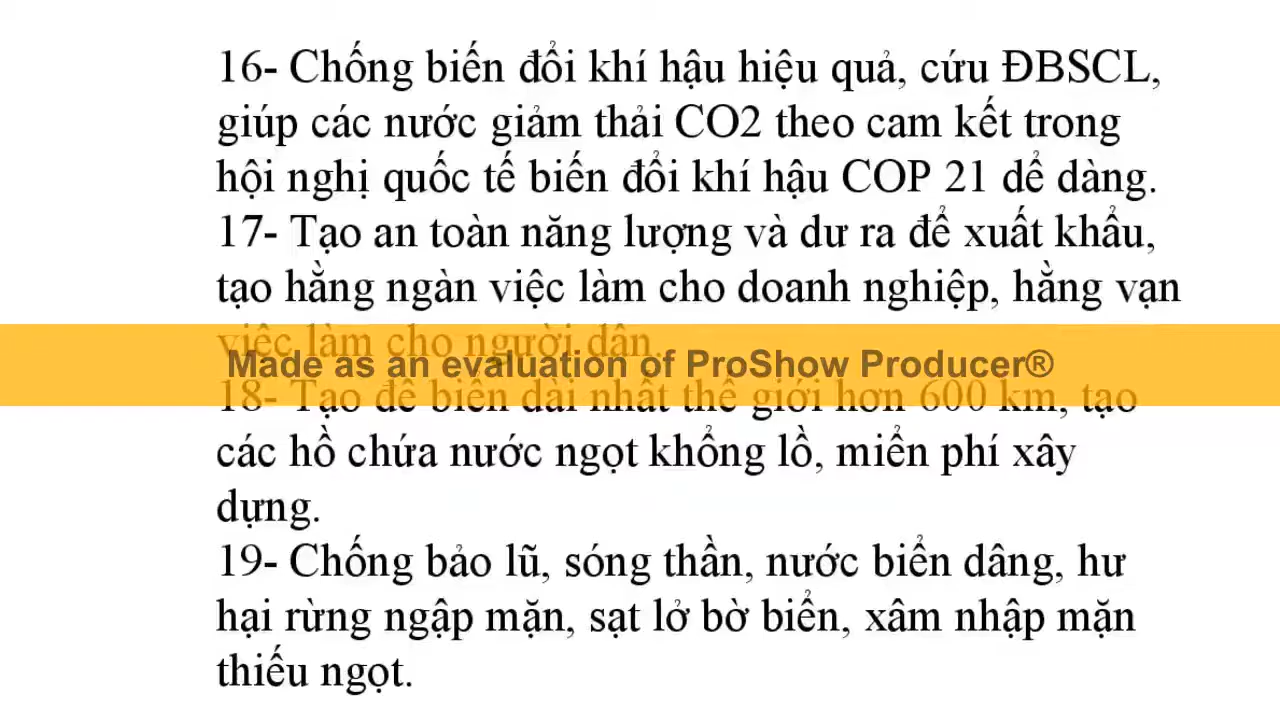 16- Chống biến đổi khí hậu hiệu quả, cứu ĐBSCL,
giúp các nước giảm thải CO2 theo cam kết trong
hội nghị quốc tế biến đổi khí hậu COP 21 dể dàng.
17- Tạo an toàn năng lượng và dư ra để xuất khẩu,
tạo hằng ngàn việc làm cho doanh nghiệp, hằng vạn
việc làm cho người dân.
Made as an evaluation of ProShow Producer®
18- Tạo đê biển dài nhất thế giới hơn 600 km, tạo
các hồ chứa nước ngọt khổng lồ, miển phí xây
dựng.
19- Chống bảo lũ, sóng thần, nước biển dâng, hư
hại rừng ngập mặn, sạt lở bờ biển, xâm nhập mặn
thiếu ngọt.